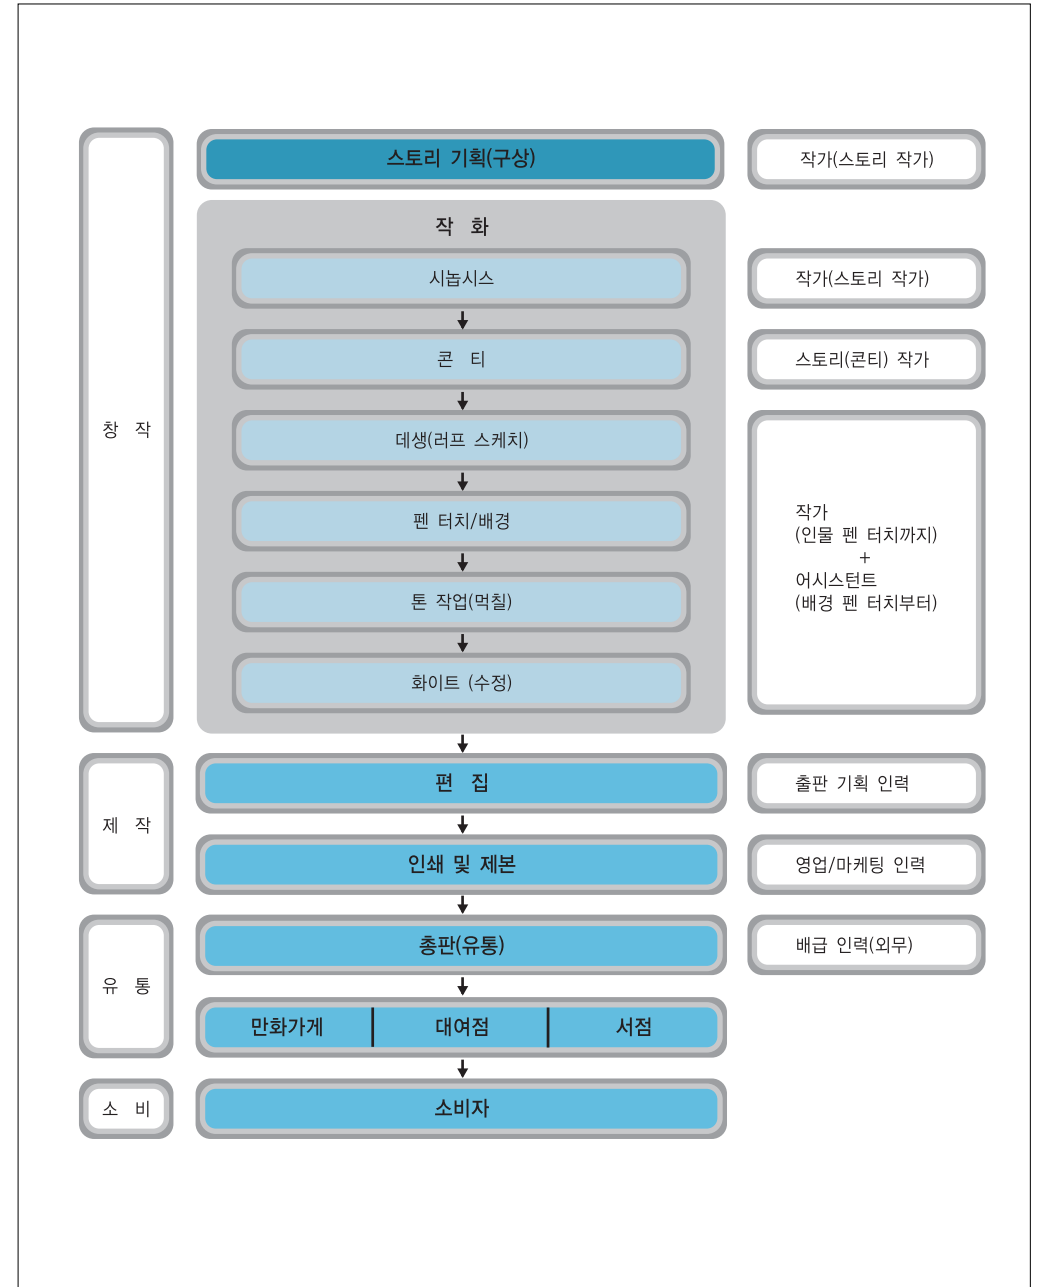 스토리 기획(구상)
작가(스토리 작가)
작 화
시놉시스
작가(스토리 작가)
콘 티
스토리(콘티) 작가
창 작
데생(러프 스케치)
펜 터치/배경
작가
(인물 펜 터치까지)
+
어시스턴트
(배경 펜 터치부터)
톤 작업(먹칠)
화이트 (수정)
제 작
편 집
출판 기획 인력
인쇄 및 제본
영업/마케팅 인력
유 통
총판(유통)
배급 인력(외무)
만화가게 대여점 서점
소 비
소비자